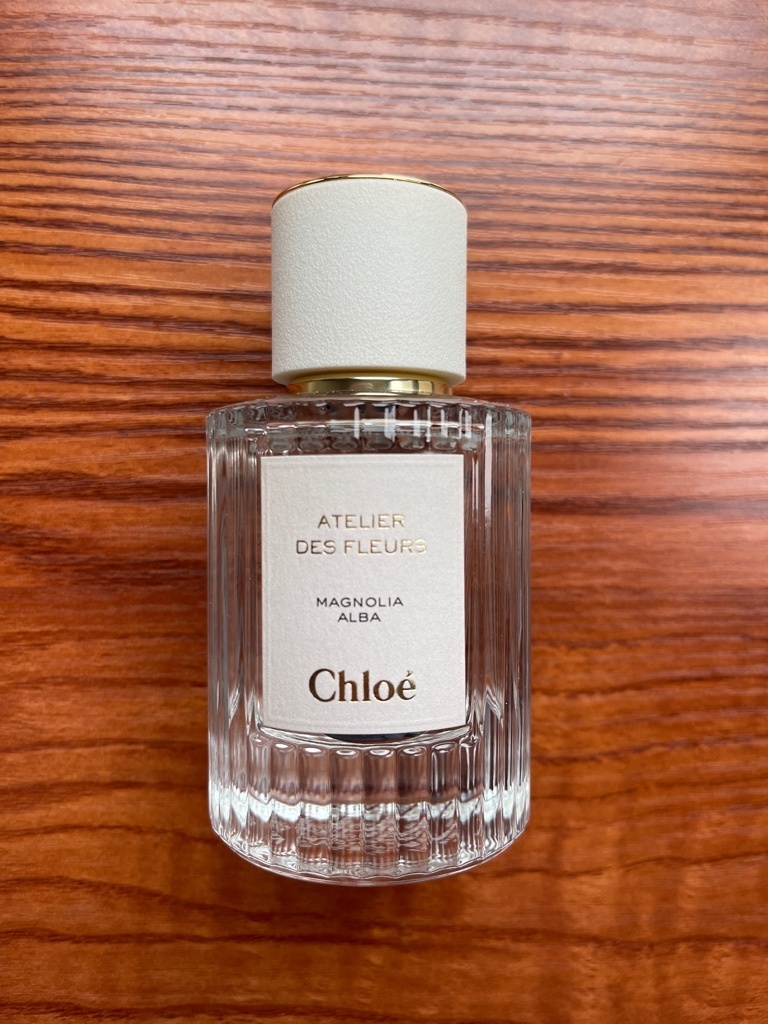 ATELIER
DES FLEURS
MAGNOLIA
ALBA
Chloé